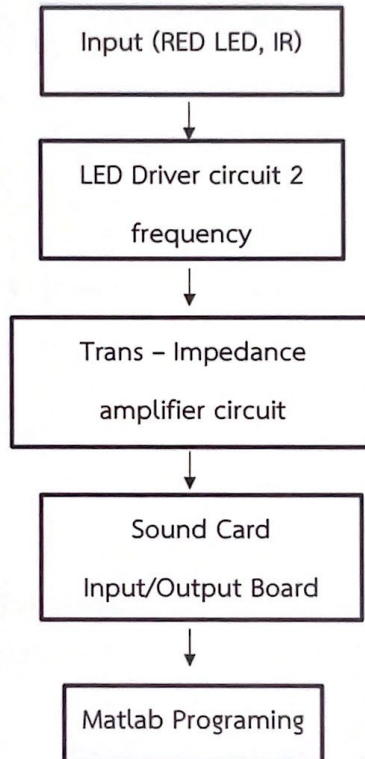 Input (RED LED, IR)
LED Driver circuit 2
frequency
Trans – Impedance
amplifier circuit
Sound Card
Input/Output Board
Matlab Programing